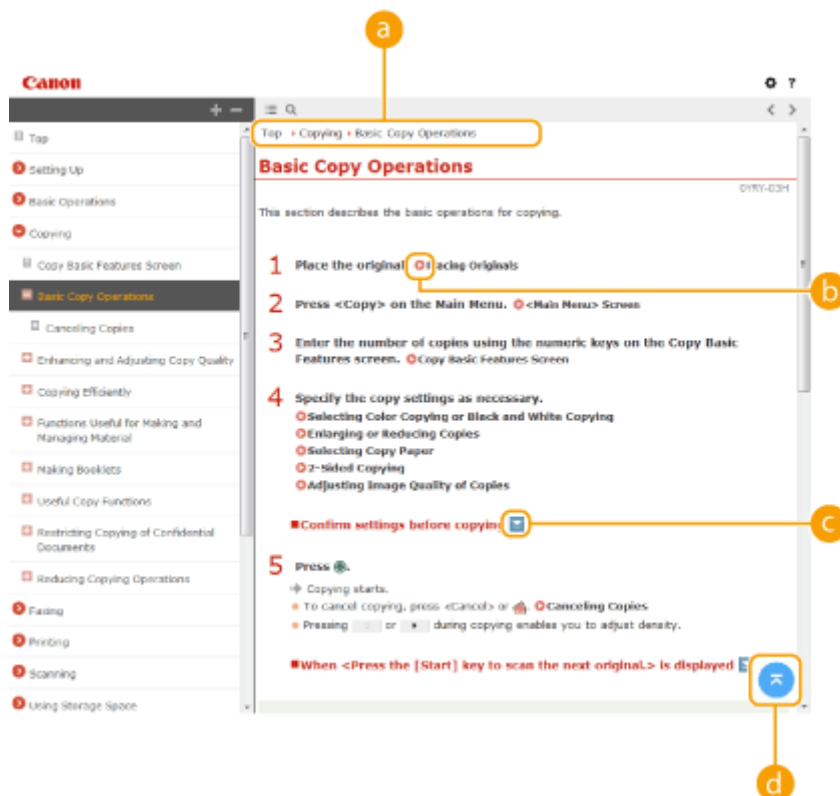 a
Canon
?
+ −
< >
Top
Top › Copying › Basic Copy Operations
Setting Up
Basic Copy Operations
0YRY-03H
Basic Operations
This section describes the basic operations for copying.
Copying
Copy Basic Features Screen
1 Place the original. Placing Originals
b
Basic Copy Operations
2 Press <Copy> on the Main Menu. <Main Menu> Screen
Canceling Copies
3 Enter the number of copies using the numeric keys on the Copy Basic
Features screen. Copy Basic Features Screen
Enhancing and Adjusting Copy Quality
Copying Efficiently
4 Specify the copy settings as necessary.
Selecting Color Copying or Black and White Copying
Functions Useful for Making and
Managing Material
Enlarging or Reducing Copies
Selecting Copy Paper
2-Sided Copying
Making Booklets
Adjusting Image Quality of Copies
Useful Copy Functions
Confirm settings before copying
c
Restricting Copying of Confidential
Documents
5 Press .
Reducing Copying Operations
Copying starts.
To cancel copying, press <Cancel> or . Canceling Copies
Faxing
Pressing or during copying enables you to adjust density.
Printing
Scanning
When <Press the [Start] key to scan the next original.> is displayed
Using Storage Space
d